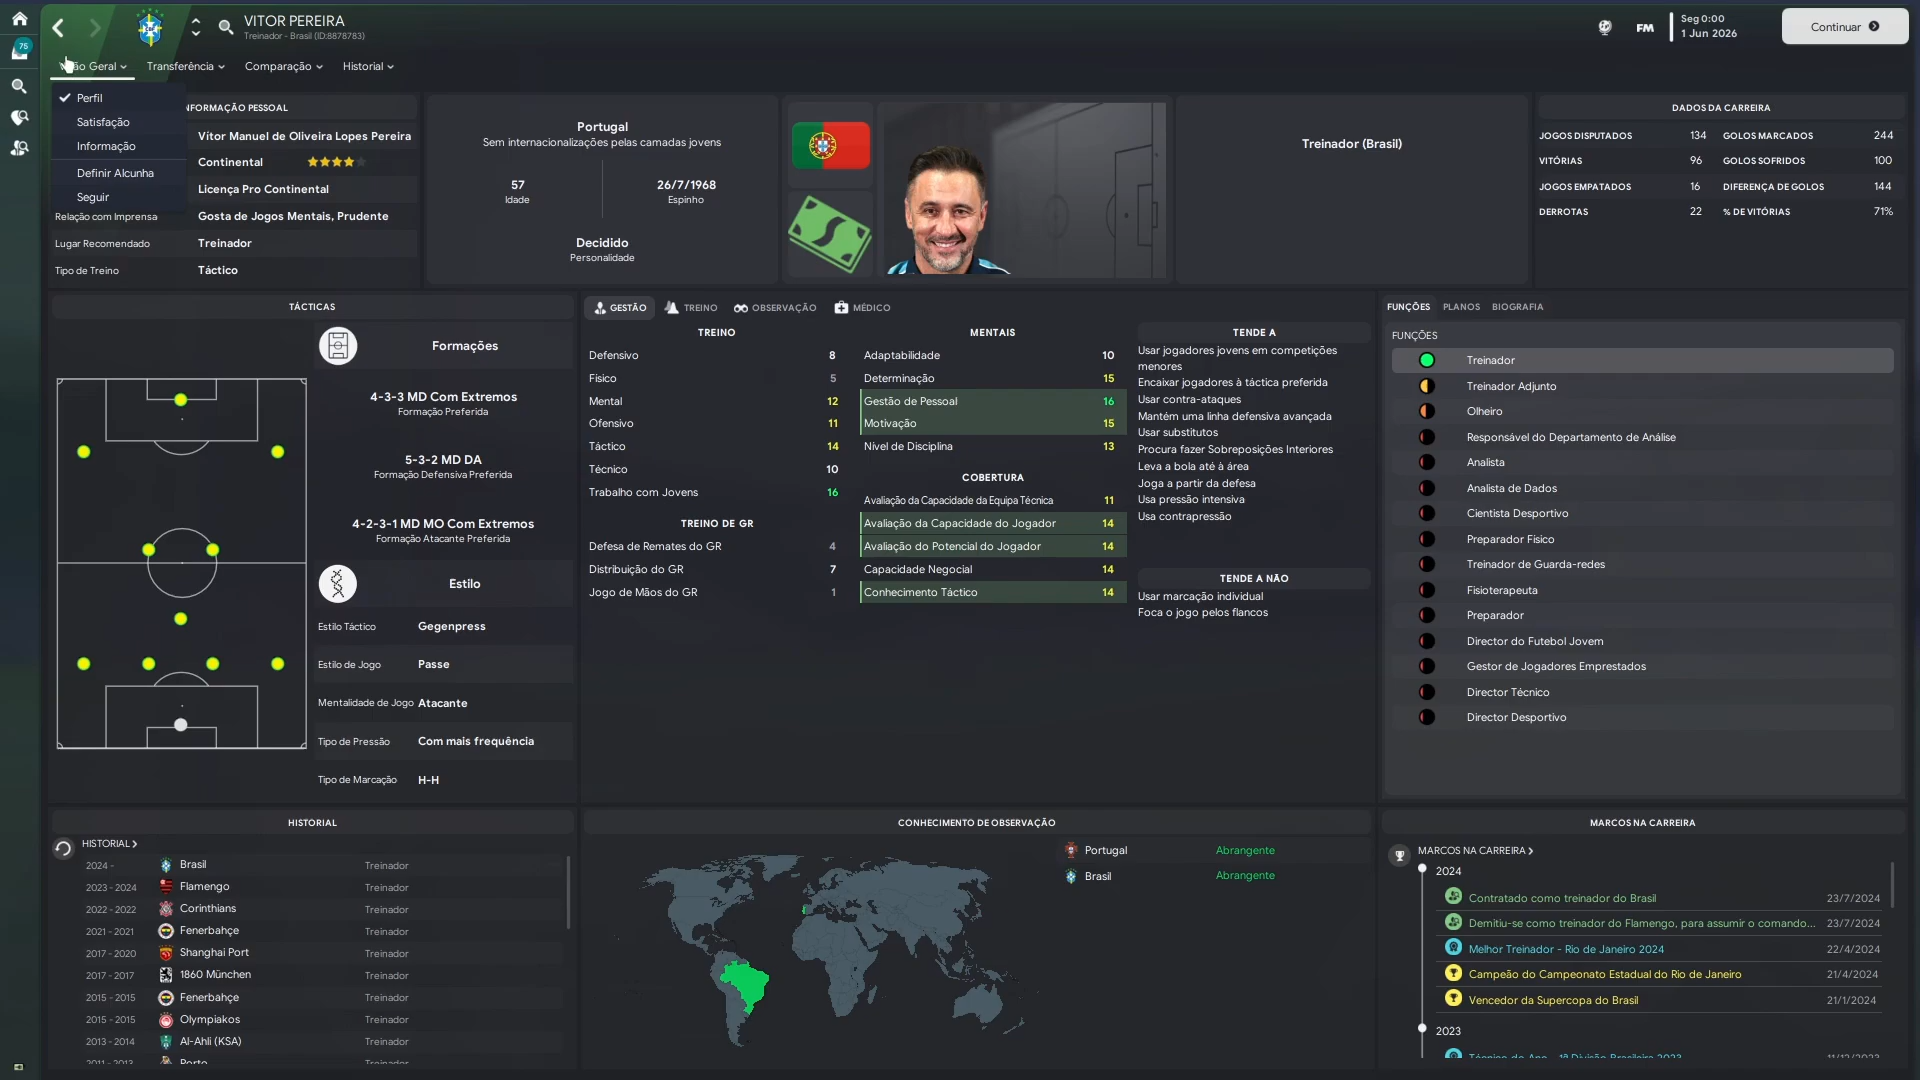 75
VITOR PEREIRA
Treinador - Brasil (ID:8878783)
FM
Seg 0:00
1 Jun 2026
Continuar
Geral
Transferência
Comparação
Historial
Perfil
Satisfação
Informação
Definir Alcunha
Seguir
NFORMAÇÃO PESSOAL
Vítor Manuel de Oliveira Lopes Pereira
Continental
Licença Pro Continental
Relação com Imprensa Gosta de Jogos Mentais, Prudente
Lugar Recomendado Treinador
Tipo de Treino Táctico
Portugal
Sem internacionalizações pelas camadas jovens
57 26/7/1968
Idade Espinho
Decidido
Personalidade
Treinador (Brasil)
DADOS DA CARREIRA
JOGOS DISPUTADOS 134 GOLOS MARCADOS 244
VITÓRIAS 96 GOLOS SOFRIDOS 100
JOGOS EMPATADOS 16 DIFERENÇA DE GOLOS 144
DERROTAS 22 % DE VITÓRIAS 71%
TÁCTICAS
Formações
4-3-3 MD Com Extremos
Formação Preferida
5-3-2 MD DA
Formação Defensiva Preferida
4-2-3-1 MD MO Com Extremos
Formação Atacante Preferida
Estilo
Estilo Táctico Gegenpress
Estilo de Jogo Passe
Mentalidade de Jogo Atacante
Tipo de Pressão Com mais frequência
Tipo de Marcação H-H
GESTÃO TREINO OBSERVAÇÃO MÉDICO
TREINO
Defensivo 8
Físico 5
Mental 12
Ofensivo 11
Táctico 14
Técnico 10
Trabalho com Jovens 16
TREINO DE GR
Defesa de Remates do GR 4
Distribuição do GR 7
Jogo de Mãos do GR 1
MENTAIS
Adaptabilidade 10
Determinação 15
Gestão de Pessoal 16
Motivação 15
Nível de Disciplina 13
COBERTURA
Avaliação da Capacidade da Equipa Técnica 11
Avaliação da Capacidade do Jogador 14
Avaliação do Potencial do Jogador 14
Capacidade Negocial 14
Conhecimento Táctico 14
TENDE A
Usar jogadores jovens em competições
menores
Encaixar jogadores à táctica preferida
Usar contra-ataques
Mantém uma linha defensiva avançada
Usar substitutos
Procura fazer Sobreposições Interiores
Leva a bola até à área
Joga a partir da defesa
Usa pressão intensiva
Usa contrapressão
TENDE A NÃO
Usar marcação individual
Foca o jogo pelos flancos
FUNÇÕES PLANOS BIOGRAFIA
FUNÇÕES
Treinador
Treinador Adjunto
Olheiro
Responsável do Departamento de Análise
Analista
Analista de Dados
Cientista Desportivo
Preparador Físico
Treinador de Guarda-redes
Fisioterapeuta
Preparador
Director do Futebol Jovem
Gestor de Jogadores Emprestados
Director Técnico
Director Desportivo
HISTORIAL
HISTORIAL
2024 - Brasil Treinador
2023 - 2024 Flamengo Treinador
2022 - 2022 Corinthians Treinador
2021 - 2021 Fenerbahçe Treinador
2017 - 2020 Shanghai Port Treinador
2017 - 2017 1860 München Treinador
2015 - 2015 Fenerbahçe Treinador
2015 - 2015 Olympiakos Treinador
2013 - 2014 Al-Ahli (KSA) Treinador
2011 - 2013 Porto Treinador
CONHECIMENTO DE OBSERVAÇÃO
Portugal Abrangente
Brasil Abrangente
MARCOS NA CARREIRA
MARCOS NA CARREIRA
2024
Contratado como treinador do Brasil 23/7/2024
Demitiu-se como treinador do Flamengo, para assumir o comando... 23/7/2024
Melhor Treinador - Rio de Janeiro 2024 22/4/2024
Campeão do Campeonato Estadual do Rio de Janeiro 21/4/2024
Vencedor da Supercopa do Brasil 21/1/2024
2023
Técnico do Ano - 1ª Divisão Brasileira 2023 11/12/2023